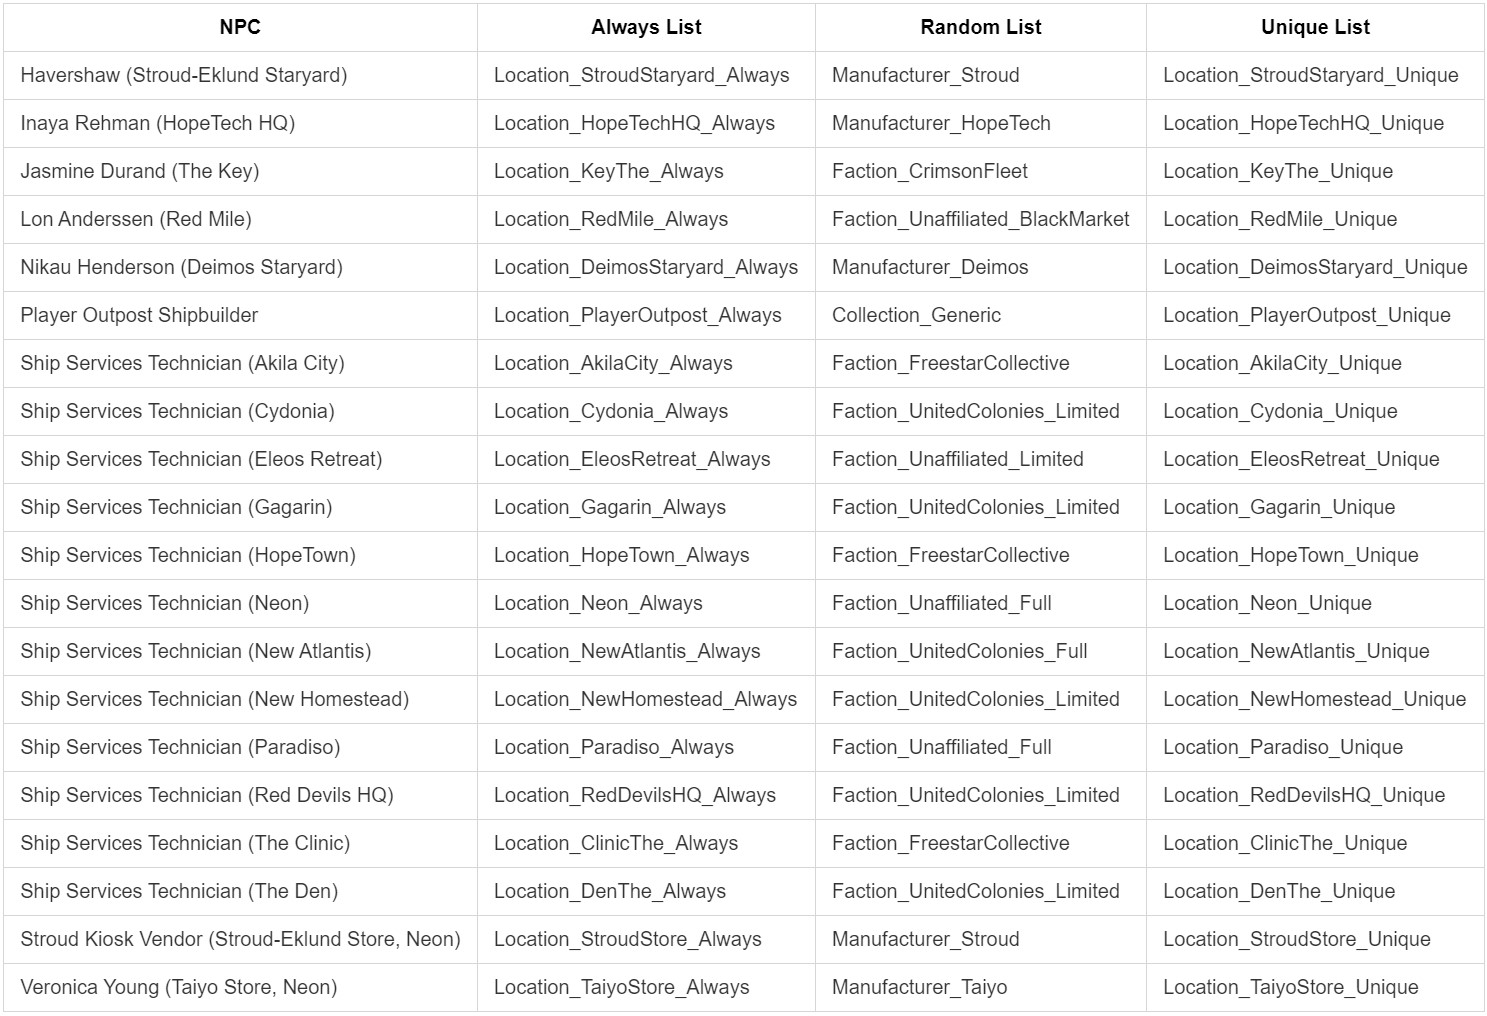 NPC Always List Random List Unique List
Havershaw (Stroud-Eklund Staryard) Location_StroudStaryard_Always Manufacturer_Stroud Location_StroudStaryard_Unique
Inaya Rehman (HopeTech HQ) Location_HopeTechHQ_Always Manufacturer_HopeTech Location_HopeTechHQ_Unique
Jasmine Durand (The Key) Location_KeyThe_Always Faction_CrimsonFleet Location_KeyThe_Unique
Lon Anderssen (Red Mile) Location_RedMile_Always Faction_Unaffiliated_BlackMarket Location_RedMile_Unique
Nikau Henderson (Deimos Staryard) Location_DeimosStaryard_Always Manufacturer_Deimos Location_DeimosStaryard_Unique
Player Outpost Shipbuilder Location_PlayerOutpost_Always Collection_Generic Location_PlayerOutpost_Unique
Ship Services Technician (Akila City) Location_AkilaCity_Always Faction_FreestarCollective Location_AkilaCity_Unique
Ship Services Technician (Cydonia) Location_Cydonia_Always Faction_UnitedColonies_Limited Location_Cydonia_Unique
Ship Services Technician (Eleos Retreat) Location_EleosRetreat_Always Faction_Unaffiliated_Limited Location_EleosRetreat_Unique
Ship Services Technician (Gagarin) Location_Gagarin_Always Faction_UnitedColonies_Limited Location_Gagarin_Unique
Ship Services Technician (HopeTown) Location_HopeTown_Always Faction_FreestarCollective Location_HopeTown_Unique
Ship Services Technician (Neon) Location_Neon_Always Faction_Unaffiliated_Full Location_Neon_Unique
Ship Services Technician (New Atlantis) Location_NewAtlantis_Always Faction_UnitedColonies_Full Location_NewAtlantis_Unique
Ship Services Technician (New Homestead) Location_NewHomestead_Always Faction_UnitedColonies_Limited Location_NewHomestead_Unique
Ship Services Technician (Paradiso) Location_Paradiso_Always Faction_Unaffiliated_Full Location_Paradiso_Unique
Ship Services Technician (Red Devils HQ) Location_RedDevilsHQ_Always Faction_UnitedColonies_Limited Location_RedDevilsHQ_Unique
Ship Services Technician (The Clinic) Location_ClinicThe_Always Faction_FreestarCollective Location_ClinicThe_Unique
Ship Services Technician (The Den) Location_DenThe_Always Faction_UnitedColonies_Limited Location_DenThe_Unique
Stroud Kiosk Vendor (Stroud-Eklund Store, Neon) Location_StroudStore_Always Manufacturer_Stroud Location_StroudStore_Unique
Veronica Young (Taiyo Store, Neon) Location_TaiyoStore_Always Manufacturer_Taiyo Location_TaiyoStore_Unique